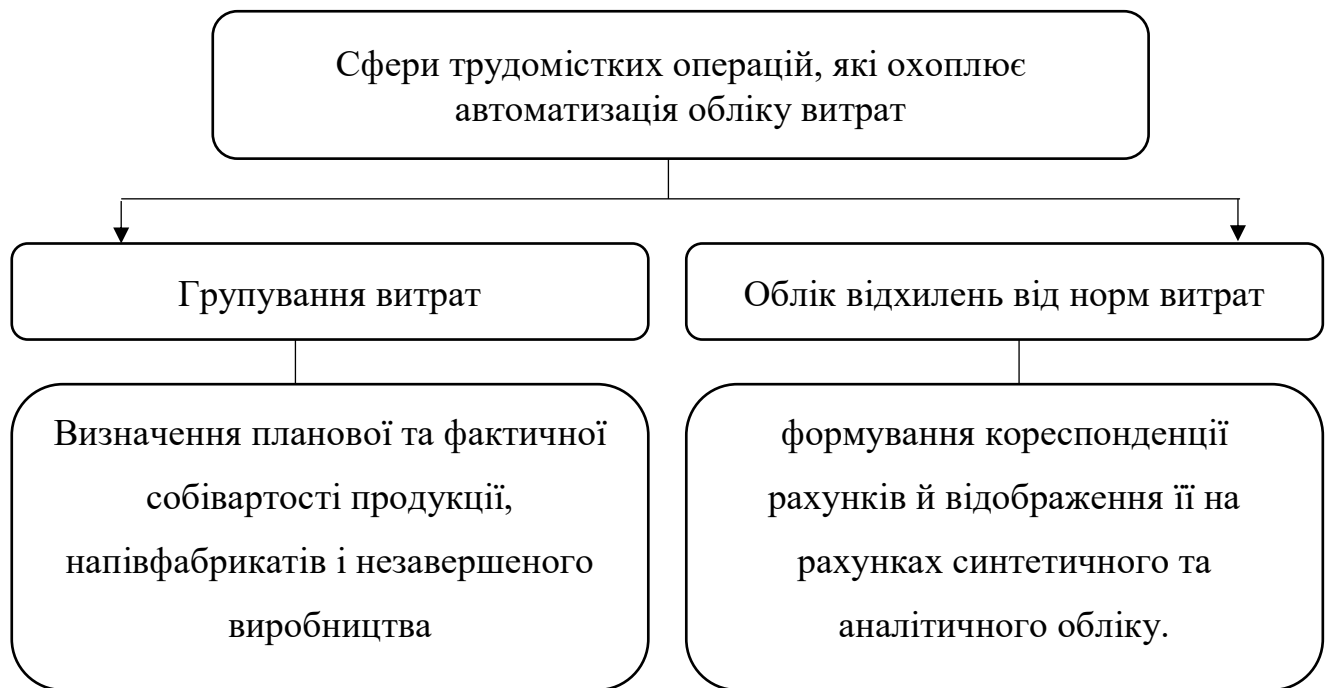 Сфери трудомістких операцій, які охоплює
автоматизація обліку витрат
Групування витрат
Облік відхилень від норм витрат
Визначення планової та фактичної
собівартості продукції,
напівфабрикатів і незавершеного
виробництва
формування кореспонденції
рахунків й відображення її на
рахунках синтетичного та
аналітичного обліку.